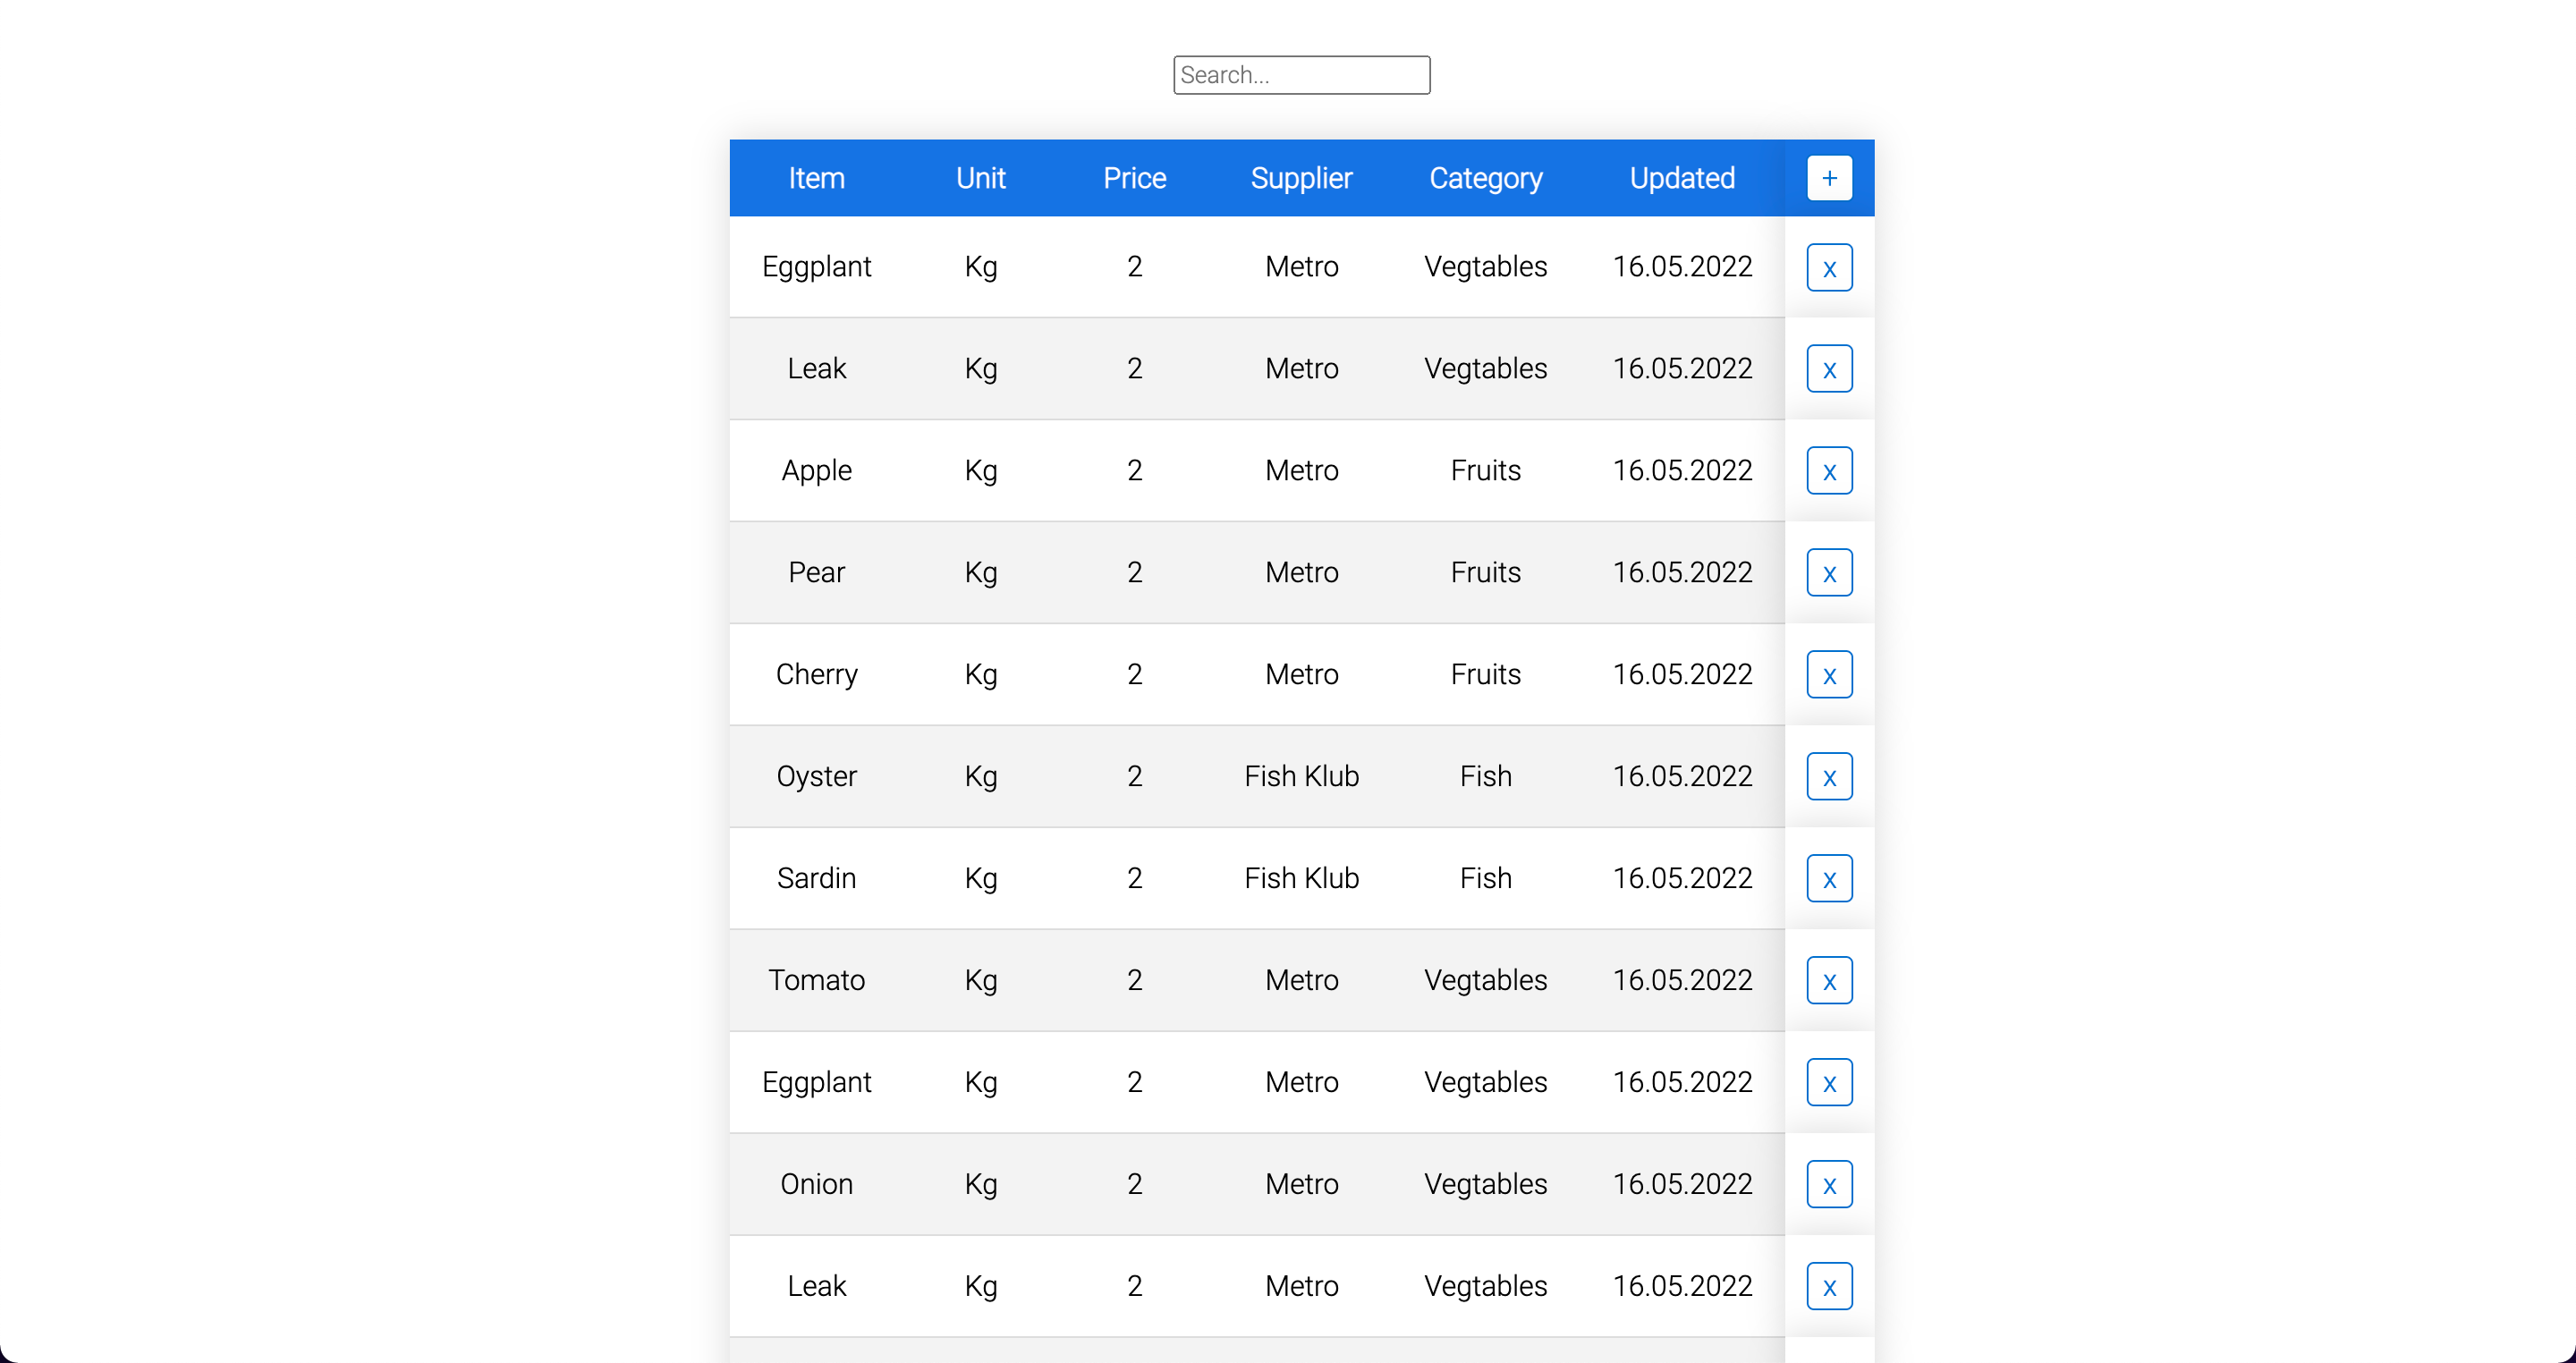 Search...
Item Unit Price Supplier Category Updated +
Eggplant Kg 2 Metro Vegtables 16.05.2022 x
Leak Kg 2 Metro Vegtables 16.05.2022 x
Apple Kg 2 Metro Fruits 16.05.2022 x
Pear Kg 2 Metro Fruits 16.05.2022 x
Cherry Kg 2 Metro Fruits 16.05.2022 x
Oyster Kg 2 Fish Klub Fish 16.05.2022 x
Sardin Kg 2 Fish Klub Fish 16.05.2022 x
Tomato Kg 2 Metro Vegtables 16.05.2022 x
Eggplant Kg 2 Metro Vegtables 16.05.2022 x
Onion Kg 2 Metro Vegtables 16.05.2022 x
Leak Kg 2 Metro Vegtables 16.05.2022 x